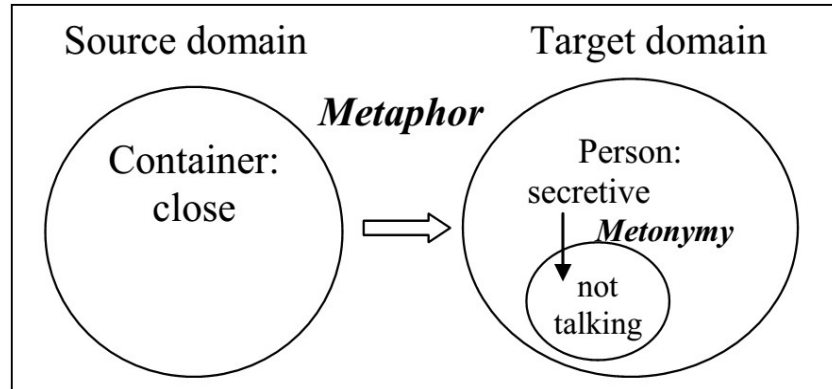 Source domain
Target domain
Metaphor
Container:
close
Person:
secretive
Metonymy
not
talking